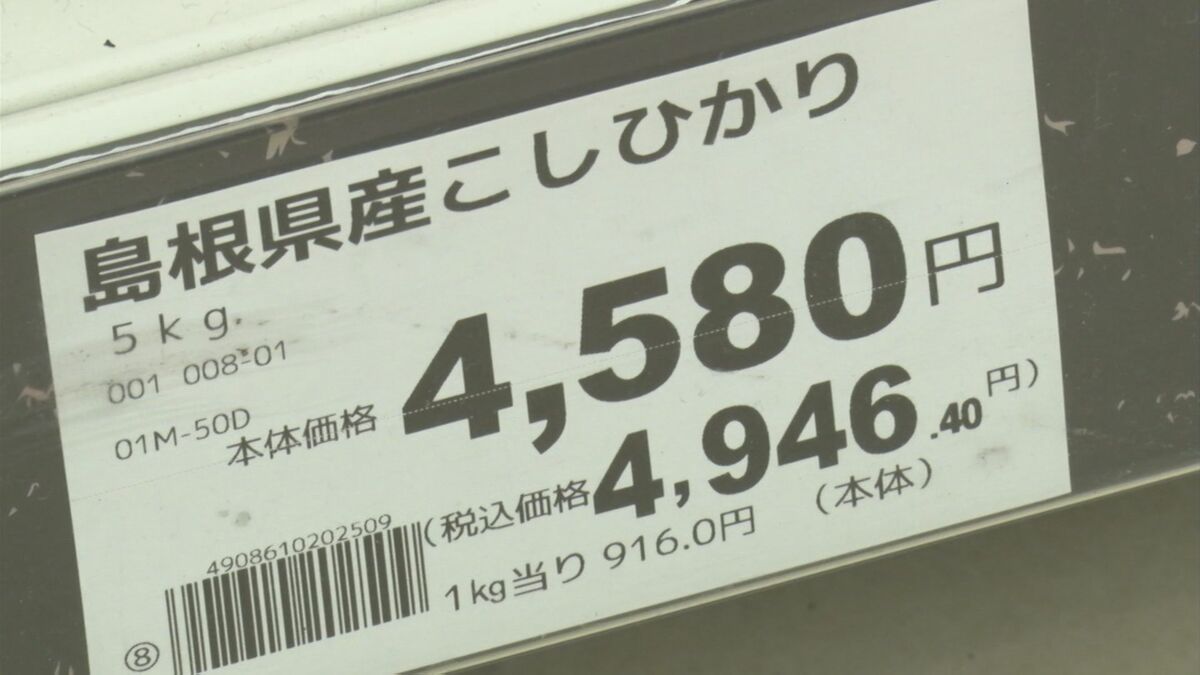 島根県産こしひかり
5kg.
001 008-01
01M-50D
本体価格 4,580円
(税込価格 4,946.40円)
4908610202509
1kg当り 916.0円 (本体)
⑧